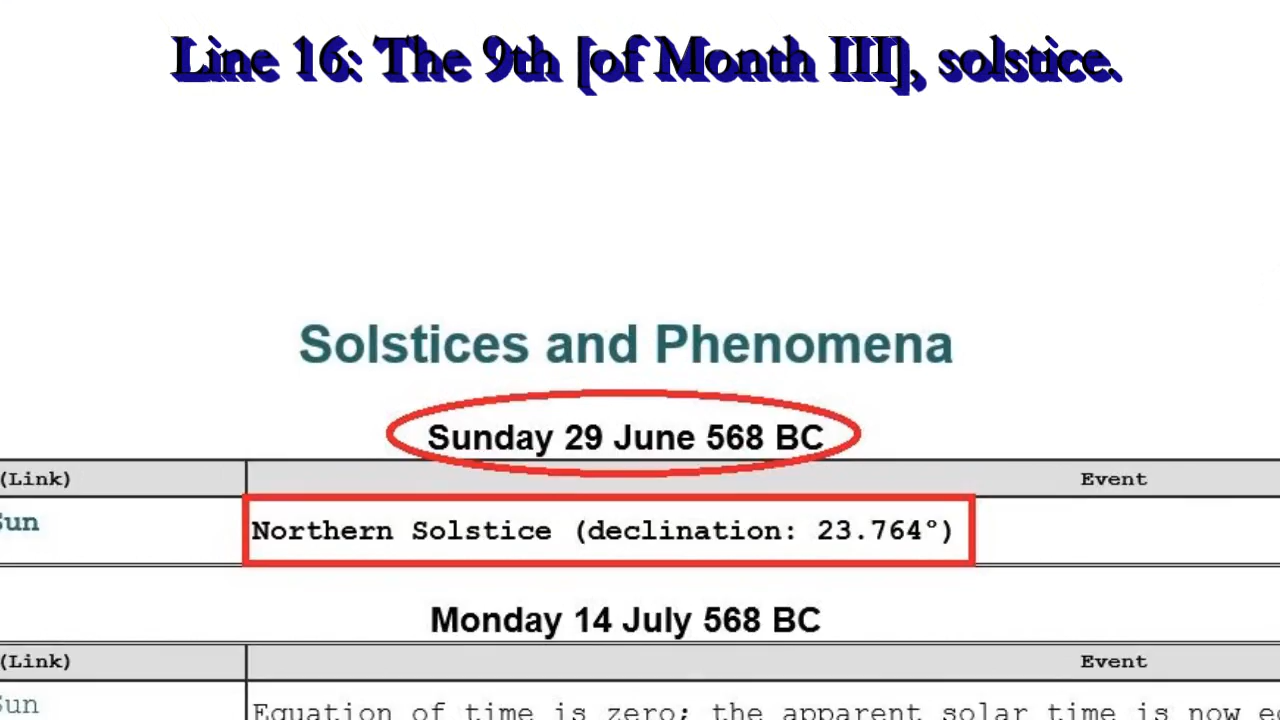 Line 16: The 9th [of Month III], solstice.
Solstices and Phenomena
Sunday 29 June 568 BC
(Link) Event
Sun Northern Solstice (declination: 23.764°)
Monday 14 July 568 BC
(Link) Event
Sun Equation of time is zero; the apparent solar time is now